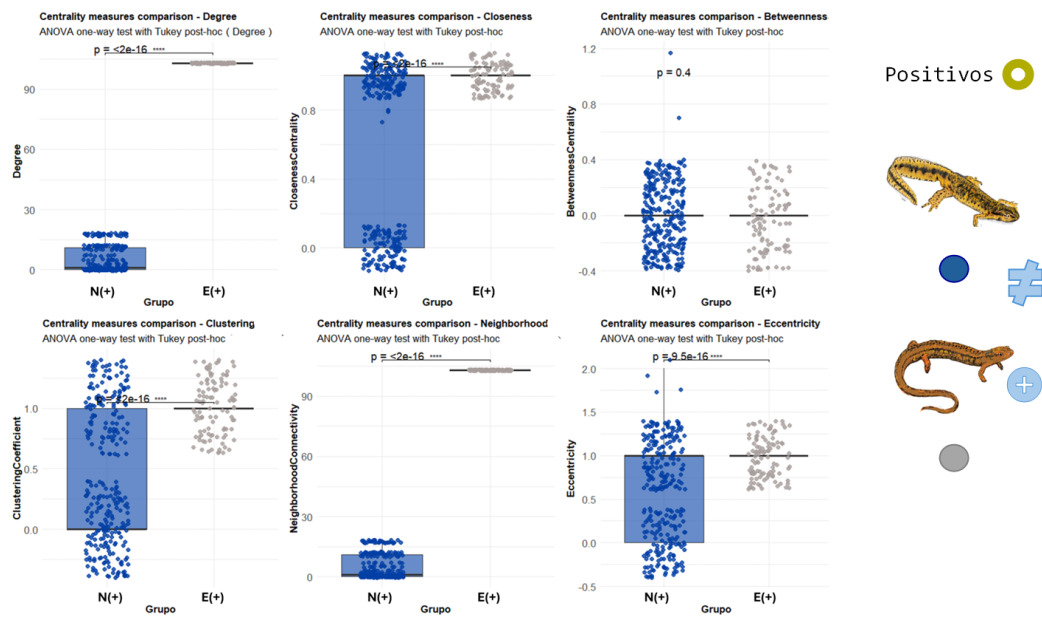 Centrality measures comparison - Degree
ANOVA one-way test with Tukey post-hoc ( Degree )
p = <2e-16 ****
90
60
30
0
Degree
N(+)
E(+)
Grupo
Centrality measures comparison - Closeness
ANOVA one-way test with Tukey post-hoc
p = <2e-16 ****
0.8
0.4
0.0
ClosenessCentrality
N(+)
E(+)
Grupo
Centrality measures comparison - Betweenness
ANOVA one-way test with Tukey post-hoc
p = 0.4
1.2
0.8
0.4
0.0
-0.4
BetweennessCentrality
N(+)
E(+)
Grupo
Positivos
Centrality measures comparison - Clustering
ANOVA one-way test with Tukey post-hoc
p = <2e-16 ****
1.0
0.5
0.0
ClusteringCoefficient
N(+)
E(+)
Grupo
Centrality measures comparison - Neighborhood
ANOVA one-way test with Tukey post-hoc
p = <2e-16 ****
90
60
30
0
NeighborhoodConnectivity
N(+)
E(+)
Grupo
Centrality measures comparison - Eccentricity
ANOVA one-way test with Tukey post-hoc
p = 9.5e-16 ****
2.0
1.5
1.0
0.5
0.0
-0.5
Eccentricity
N(+)
E(+)
Grupo
≠
+